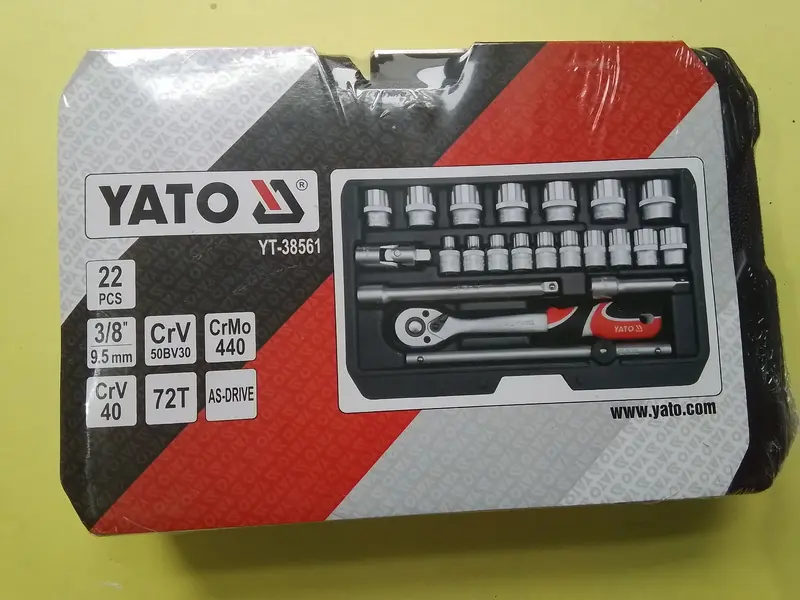 YATO ®
YT-38561
22
PCS
3/8"
9.5 mm
CrV
50BV30
CrMo
440
CrV
40
72T
AS-DRIVE
YATO
www.yato.com